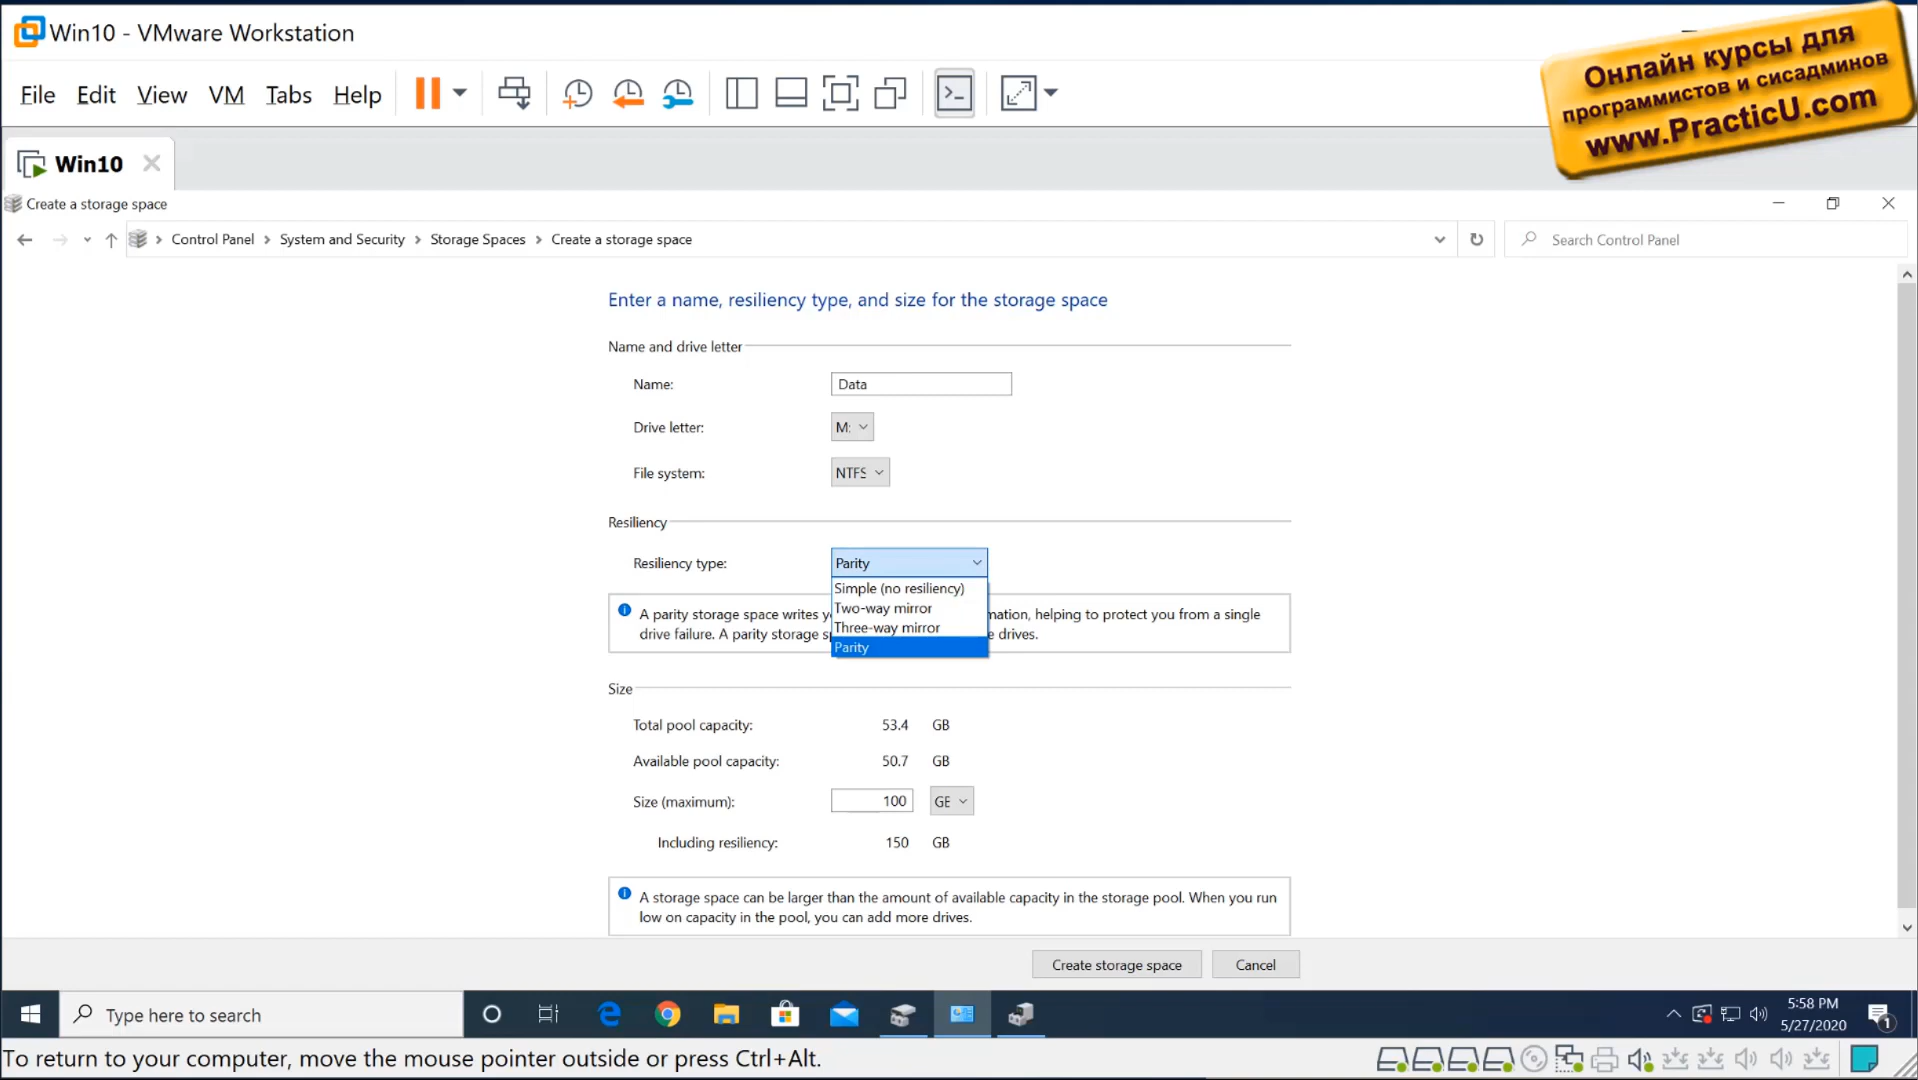 Win10 - VMware Workstation
File Edit View VM Tabs Help
Онлайн курсы для
программистов и сисадминов
www.PracticU.com
Win10
Create a storage space
Control Panel > System and Security > Storage Spaces > Create a storage space
Search Control Panel
Enter a name, resiliency type, and size for the storage space
Name and drive letter
Name: Data
Drive letter: M:
File system: NTFS
Resiliency
Resiliency type: Parity
Simple (no resiliency)
Two-way mirror
Three-way mirror
Parity
A parity storage space writes mation, helping to protect you from a single
drive failure. A parity storage drives.
Size
Total pool capacity: 53.4 GB
Available pool capacity: 50.7 GB
Size (maximum): 100 GB
Including resiliency: 150 GB
A storage space can be larger than the amount of available capacity in the storage pool. When you run
low on capacity in the pool, you can add more drives.
Create storage space Cancel
Type here to search
5:58 PM
5/27/2020
1
To return to your computer, move the mouse pointer outside or press Ctrl+Alt.